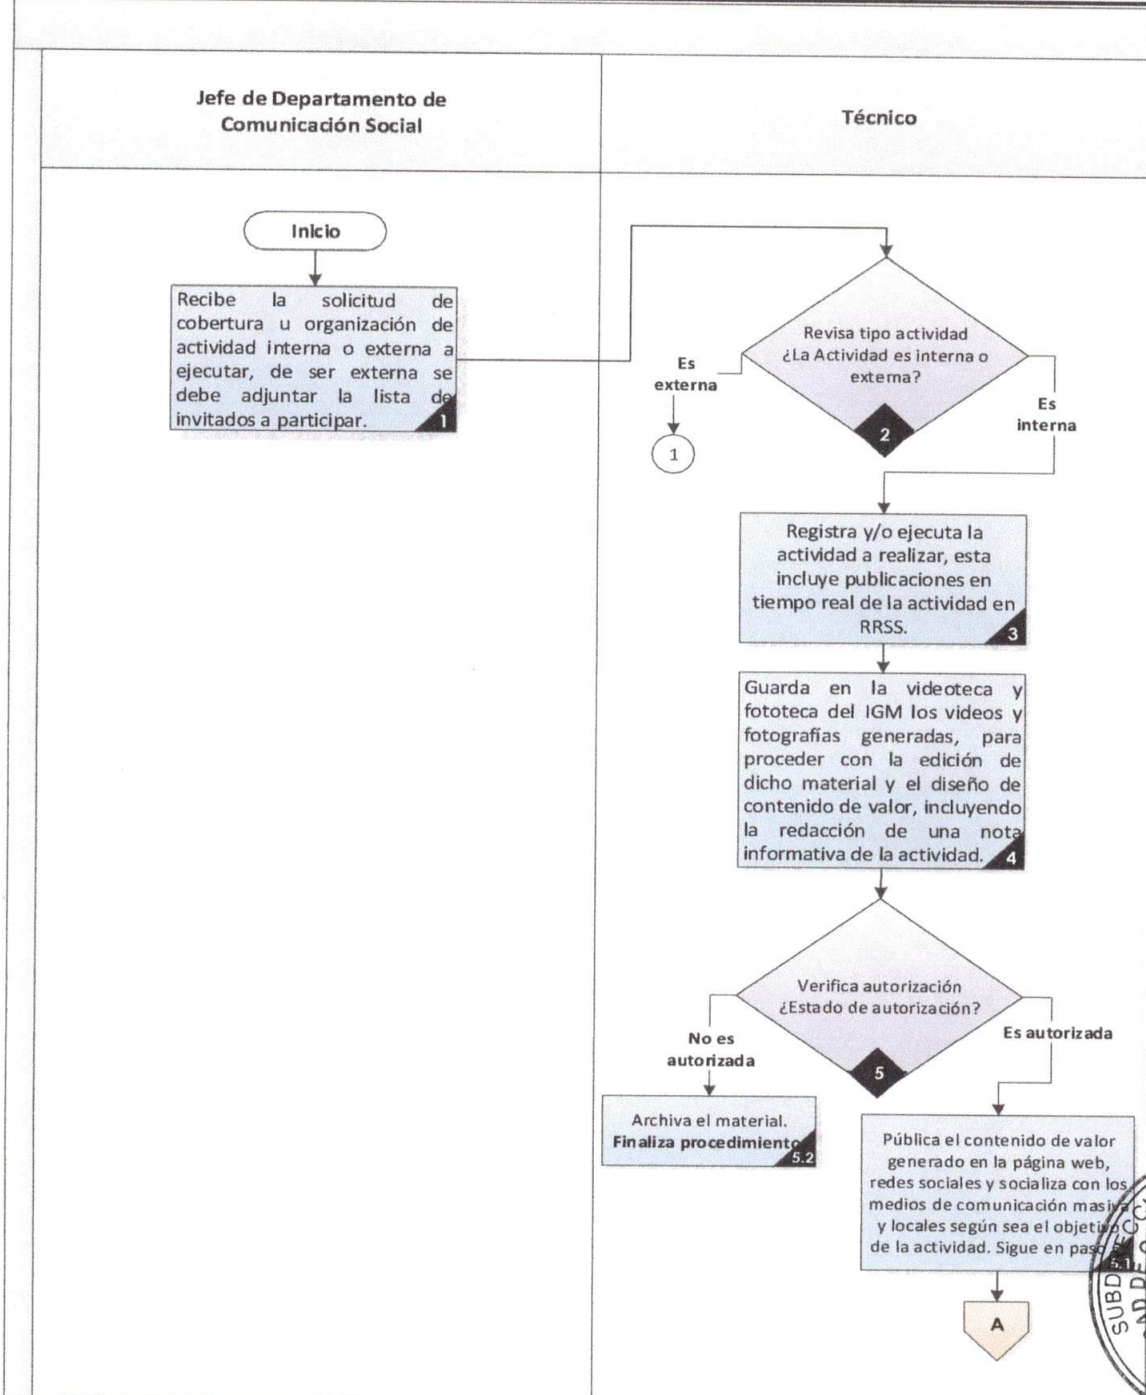 Jefe de Departamento de
Comunicación Social
Técnico
Inicio
Recibe la solicitud de
cobertura u organización de
actividad interna o externa a
ejecutar, de ser externa se
debe adjuntar la lista de
invitados a participar.
1
Revisa tipo actividad
¿La Actividad es interna o
externa?
2
Es
externa
1
Es
interna
Registra y/o ejecuta la
actividad a realizar, esta
incluye publicaciones en
tiempo real de la actividad en
RRSS.
3
Guarda en la videoteca y
fototeca del IGM los videos y
fotografías generadas, para
proceder con la edición de
dicho material y el diseño de
contenido de valor, incluyendo
la redacción de una nota
informativa de la actividad.
4
Verifica autorización
¿Estado de autorización?
5
No es
autorizada
Es autorizada
Archiva el material.
Finaliza procedimiento
5.2
Pública el contenido de valor
generado en la página web,
redes sociales y socializa con los
medios de comunicación masiva
y locales según sea el objetivo
de la actividad. Sigue en paso
5.1
A